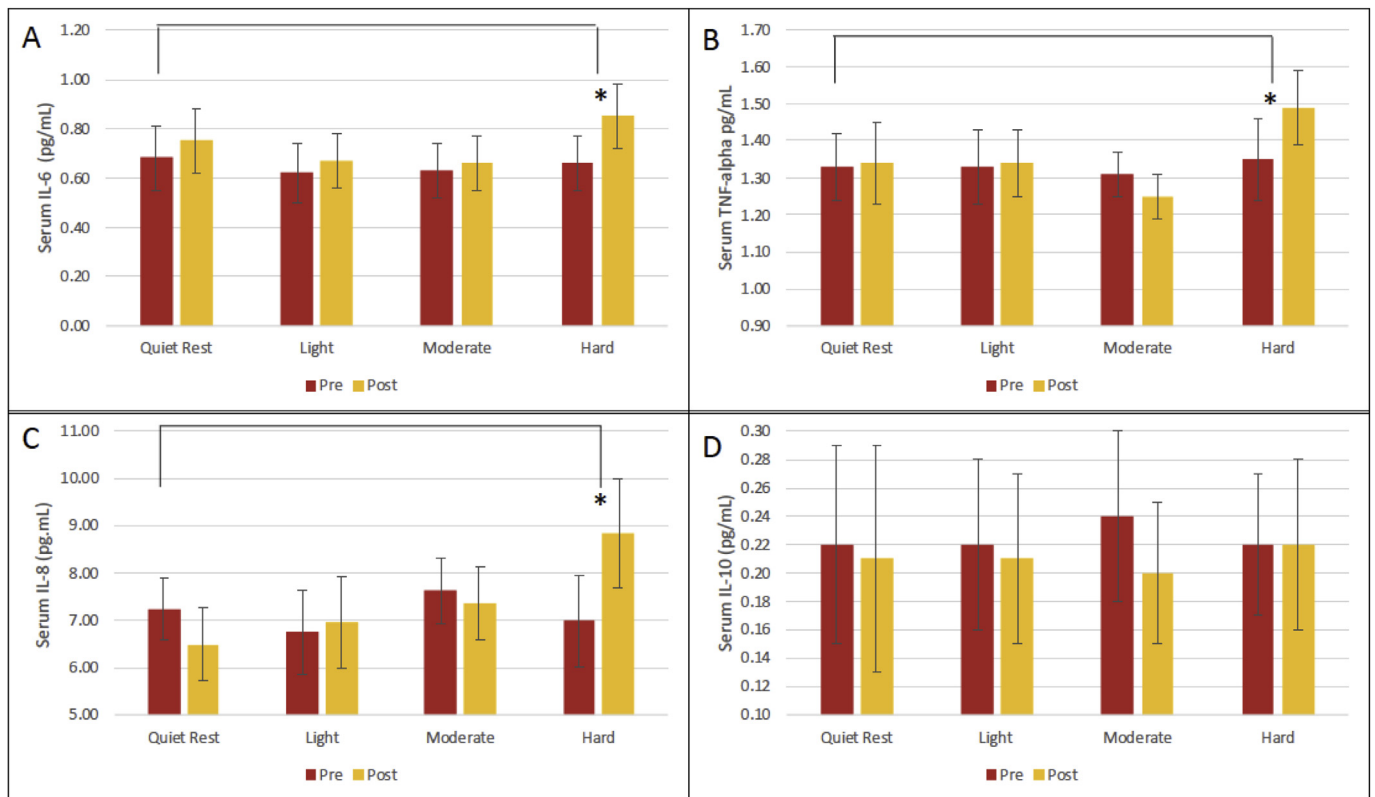 A
Serum IL-6 (pg/mL)
1.20
1.00
0.80
0.60
0.40
0.20
0.00
*
Quiet Rest Light Moderate Hard
Pre Post
B
Serum TNF-alpha pg/mL
1.70
1.60
1.50
1.40
1.30
1.20
1.10
1.00
0.90
*
Quiet Rest Light Moderate Hard
Pre Post
C
Serum IL-8 (pg.mL)
11.00
10.00
9.00
8.00
7.00
6.00
5.00
*
Quiet Rest Light Moderate Hard
Pre Post
D
Serum IL-10 (pg/mL)
0.30
0.28
0.26
0.24
0.22
0.20
0.18
0.16
0.14
0.12
0.10
Quiet Rest Light Moderate Hard
Pre Post